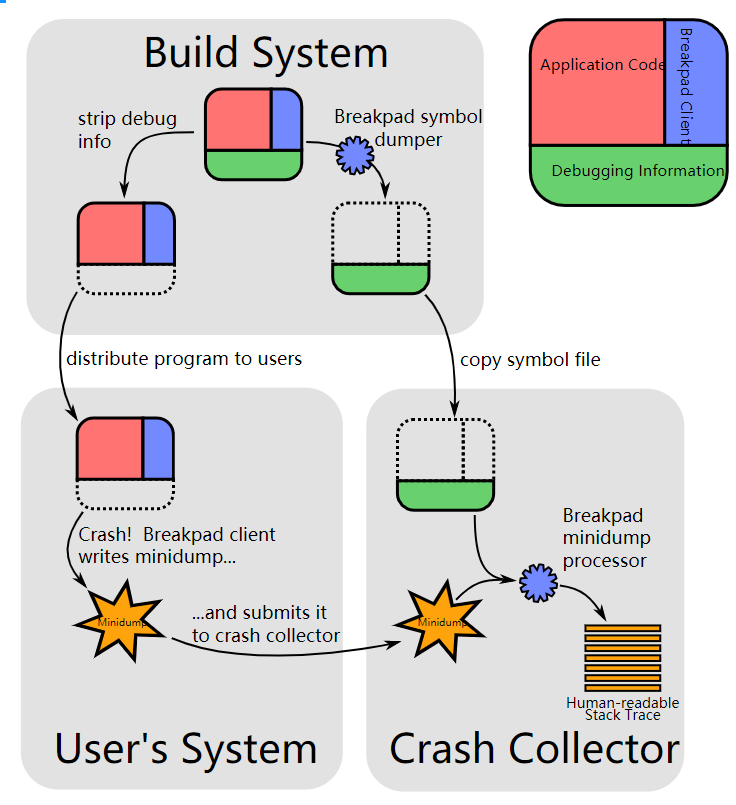 Build System
Application Code
Breakpad Client
Debugging Information
strip debug
info
Breakpad symbol
dumper
distribute program to users
copy symbol file
Crash!  Breakpad client
writes minidump...
Minidump
...and submits it
to crash collector
User's System
Breakpad
minidump
processor
Minidump
Human-readable
Stack Trace
Crash Collector